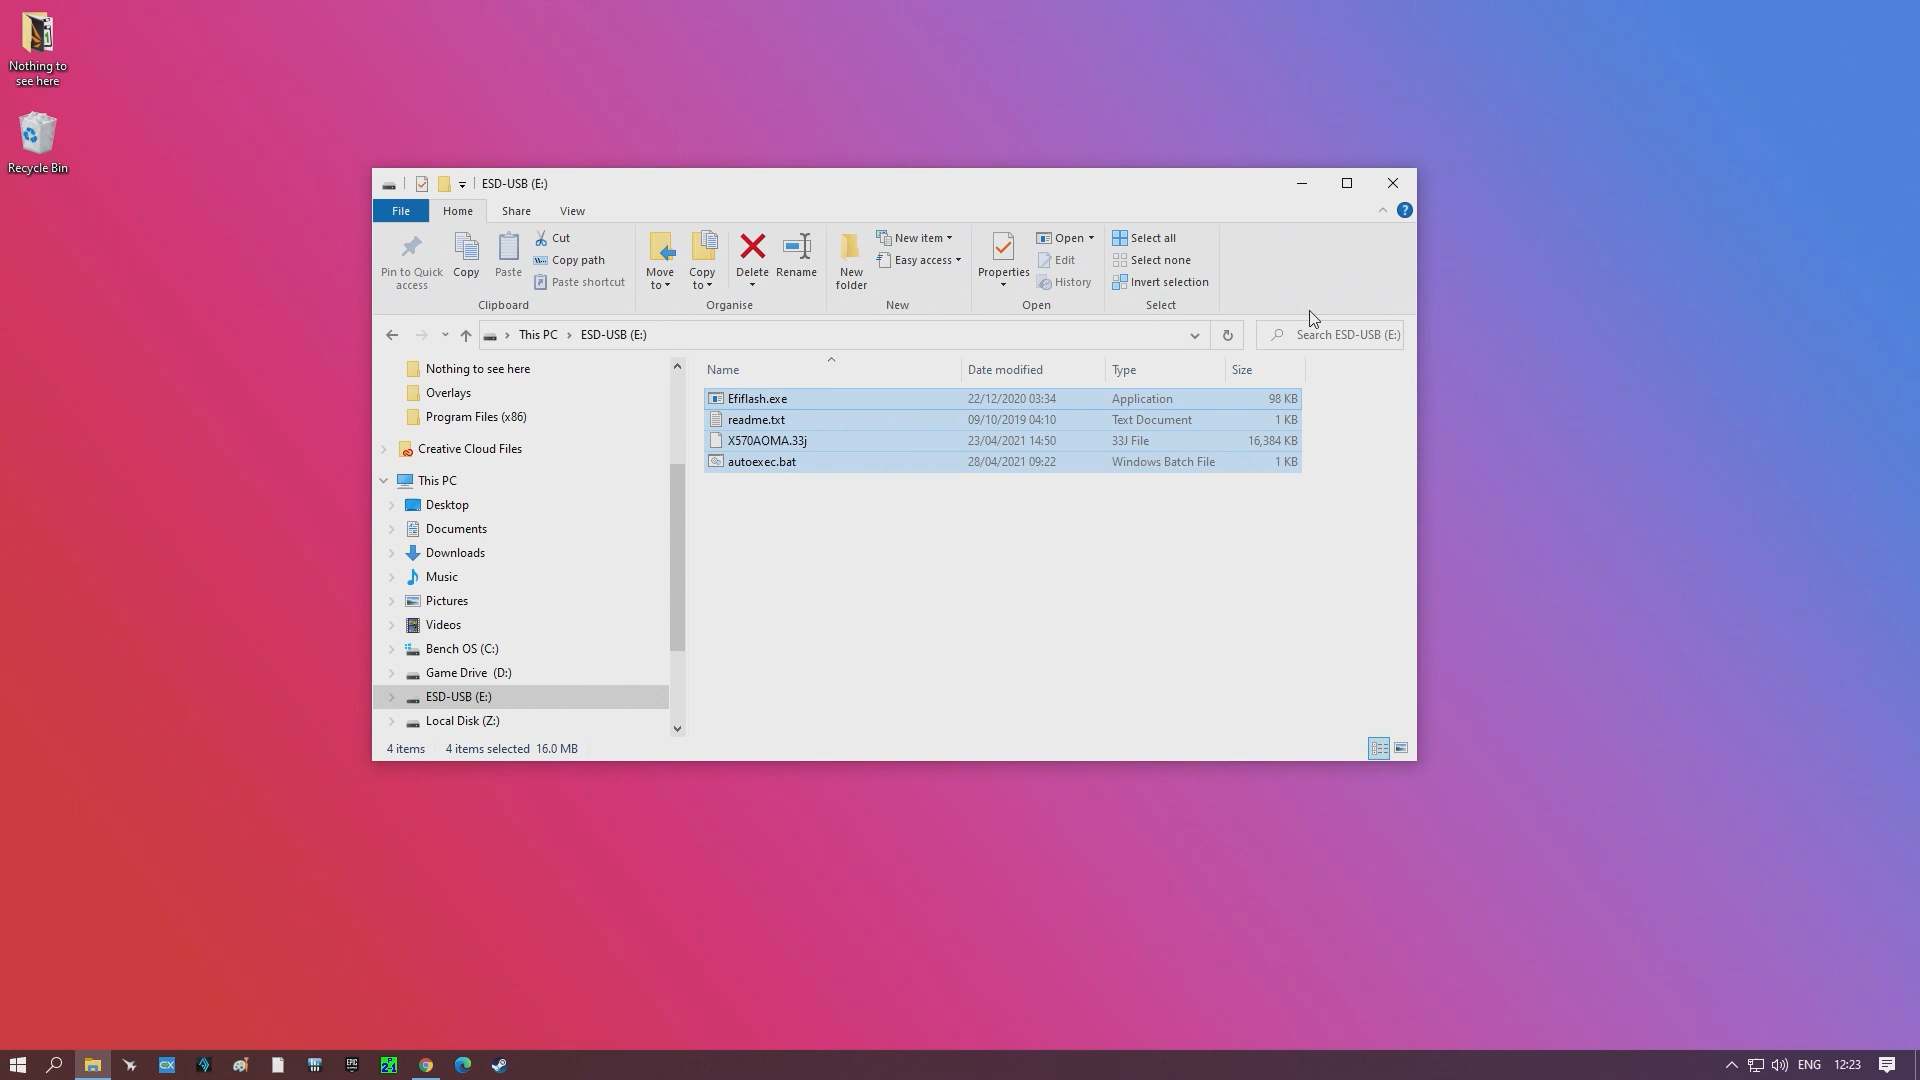 Nothing to
see here
Recycle Bin
ESD-USB (E:)
File
Home
Share
View
Pin to Quick
access
Copy
Paste
Cut
Copy path
Paste shortcut
Clipboard
Move
to
Copy
to
Delete
Rename
Organise
New
folder
New item
Easy access
New
Properties
Open
Edit
History
Open
Select all
Select none
Invert selection
Select
This PC
ESD-USB (E:)
Search ESD-USB (E:)
Nothing to see here
Overlays
Program Files (x86)
Creative Cloud Files
This PC
Desktop
Documents
Downloads
Music
Pictures
Videos
Bench OS (C:)
Game Drive (D:)
ESD-USB (E:)
Local Disk (Z:)
Name Date modified Type Size
Efiflash.exe 22/12/2020 03:34 Application 98 KB
readme.txt 09/10/2019 04:10 Text Document 1 KB
X570AOMA.33j 23/04/2021 14:50 33J File 16,384 KB
autoexec.bat 28/04/2021 09:22 Windows Batch File 1 KB
4 items 4 items selected 16.0 MB
CX
EPIC
ENG 12:23